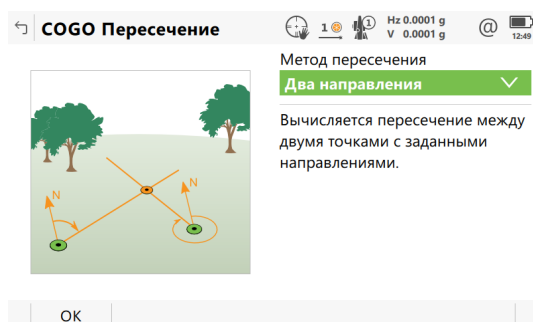 COGO Пересечение
1
1
Hz 0.0001 g
V 0.0001 g
@
12:49
Метод пересечения
Два направления
Вычисляется пересечение между
двумя точками с заданными
направлениями.
N
N
OK